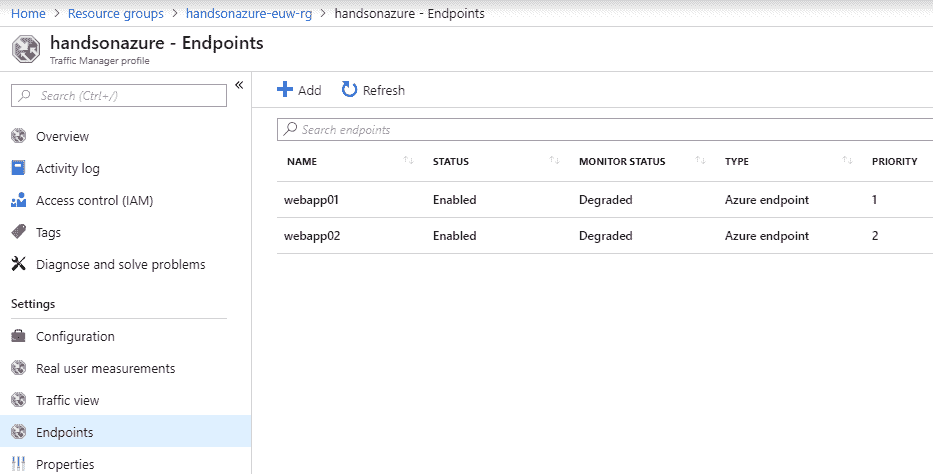 Home > Resource groups > handsonazure-euw-rg > handsonazure - Endpoints
handsonazure - Endpoints
Traffic Manager profile
Search (Ctrl+/)
«
Overview
Activity log
Access control (IAM)
Tags
Diagnose and solve problems
Settings
Configuration
Real user measurements
Traffic view
Endpoints
Properties
Add Refresh
Search endpoints
NAME STATUS MONITOR STATUS TYPE PRIORITY
webapp01 Enabled Degraded Azure endpoint 1
webapp02 Enabled Degraded Azure endpoint 2